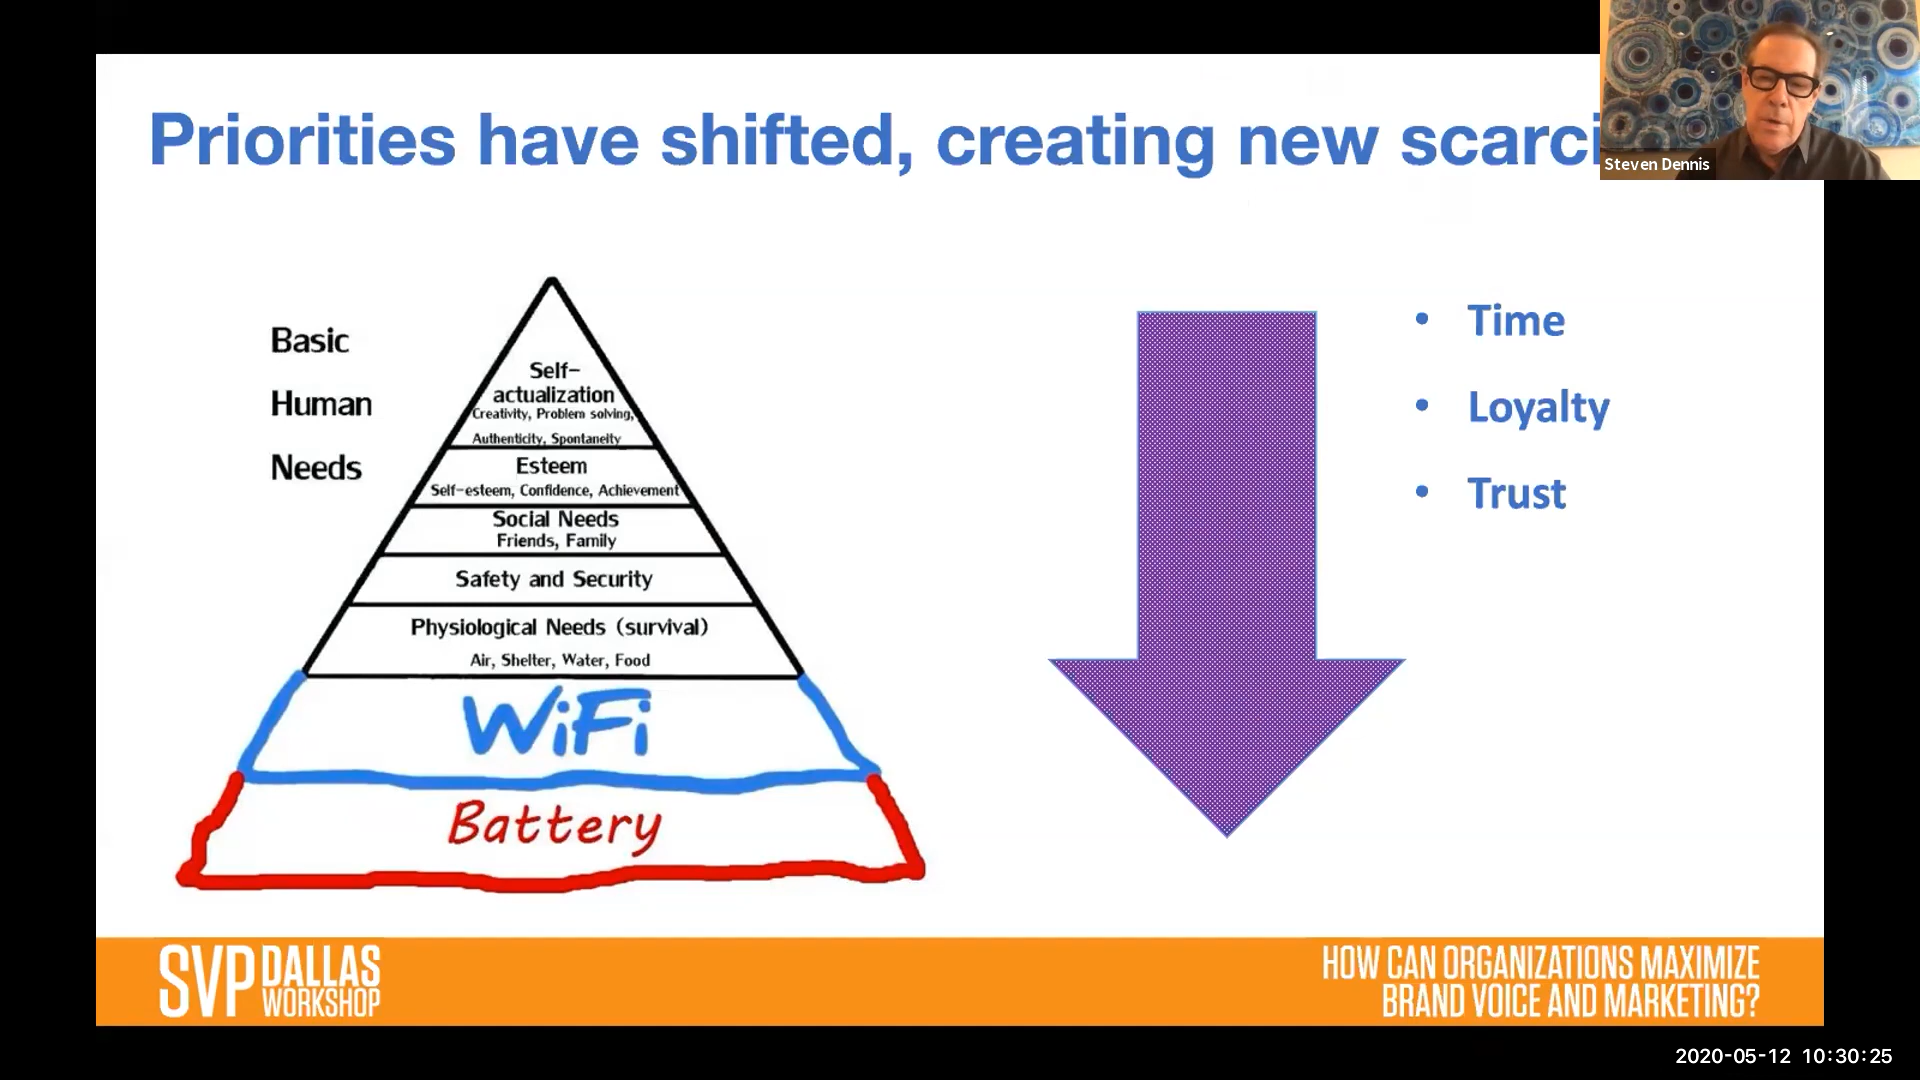 Priorities have shifted, creating new scarci
Steven Dennis
Basic
Human
Needs
Self-
actualization
Creativity, Problem solving,
Authenticity, Spontaneity
Esteem
Self-esteem, Confidence, Achievement
Social Needs
Friends, Family
Safety and Security
Physiological Needs (survival)
Air, Shelter, Water, Food
WiFi
Battery
• Time
• Loyalty
• Trust
SVP DALLAS
WORKSHOP
HOW CAN ORGANIZATIONS MAXIMIZE
BRAND VOICE AND MARKETING?
2020-05-12 10:30:25